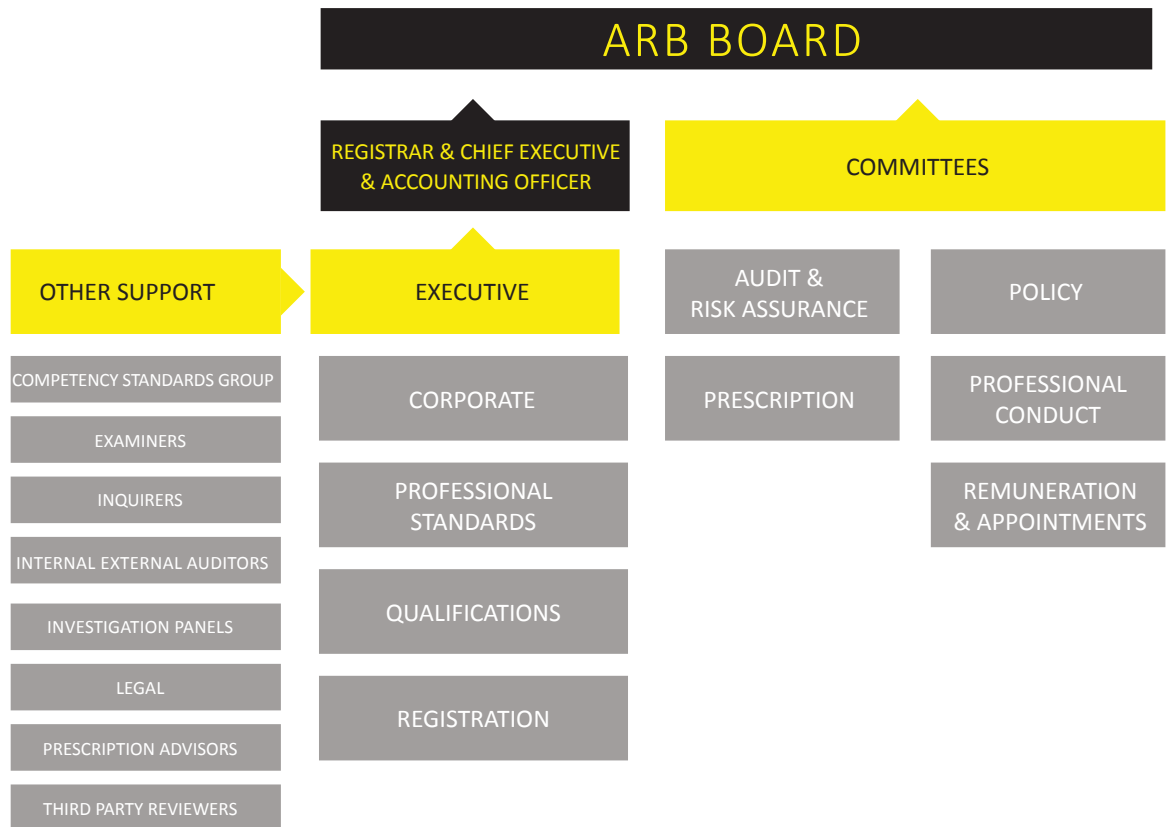 ARB BOARD
REGISTRAR & CHIEF EXECUTIVE
& ACCOUNTING OFFICER
COMMITTEES
OTHER SUPPORT
EXECUTIVE
AUDIT &
RISK ASSURANCE
POLICY
COMPETENCY STANDARDS GROUP
EXAMINERS
INQUIRERS
INTERNAL EXTERNAL AUDITORS
INVESTIGATION PANELS
LEGAL
PRESCRIPTION ADVISORS
THIRD PARTY REVIEWERS
CORPORATE
PROFESSIONAL
STANDARDS
QUALIFICATIONS
REGISTRATION
PRESCRIPTION
PROFESSIONAL
CONDUCT
REMUNERATION
& APPOINTMENTS